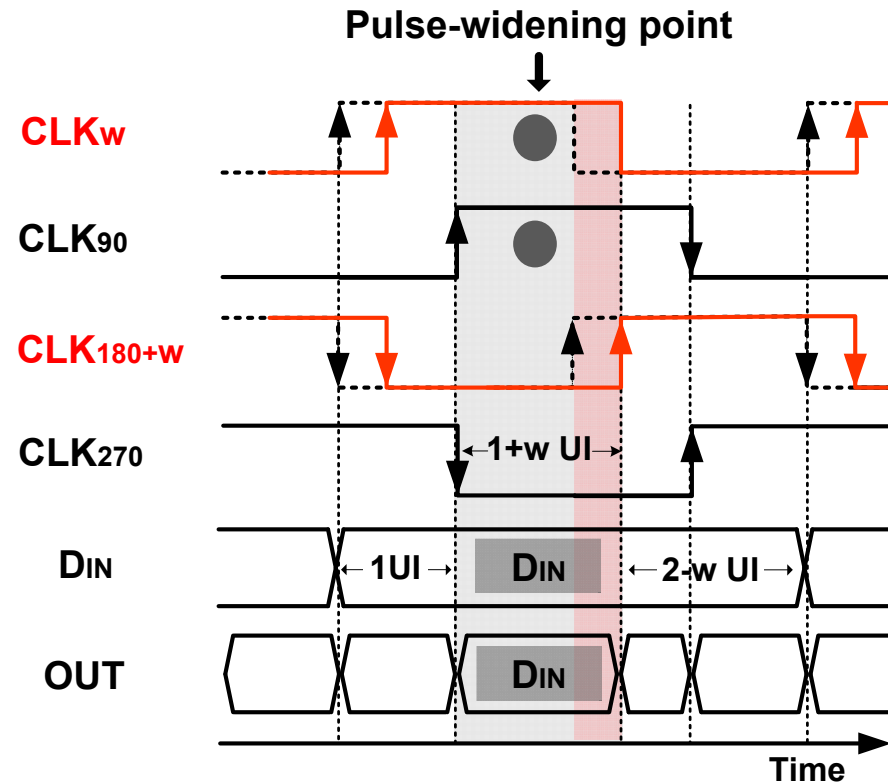 Pulse-widening point
CLKw
CLK90
CLK180+w
CLK270
1+w UI
DIN
1UI
DIN
2-w UI
OUT
DIN
Time